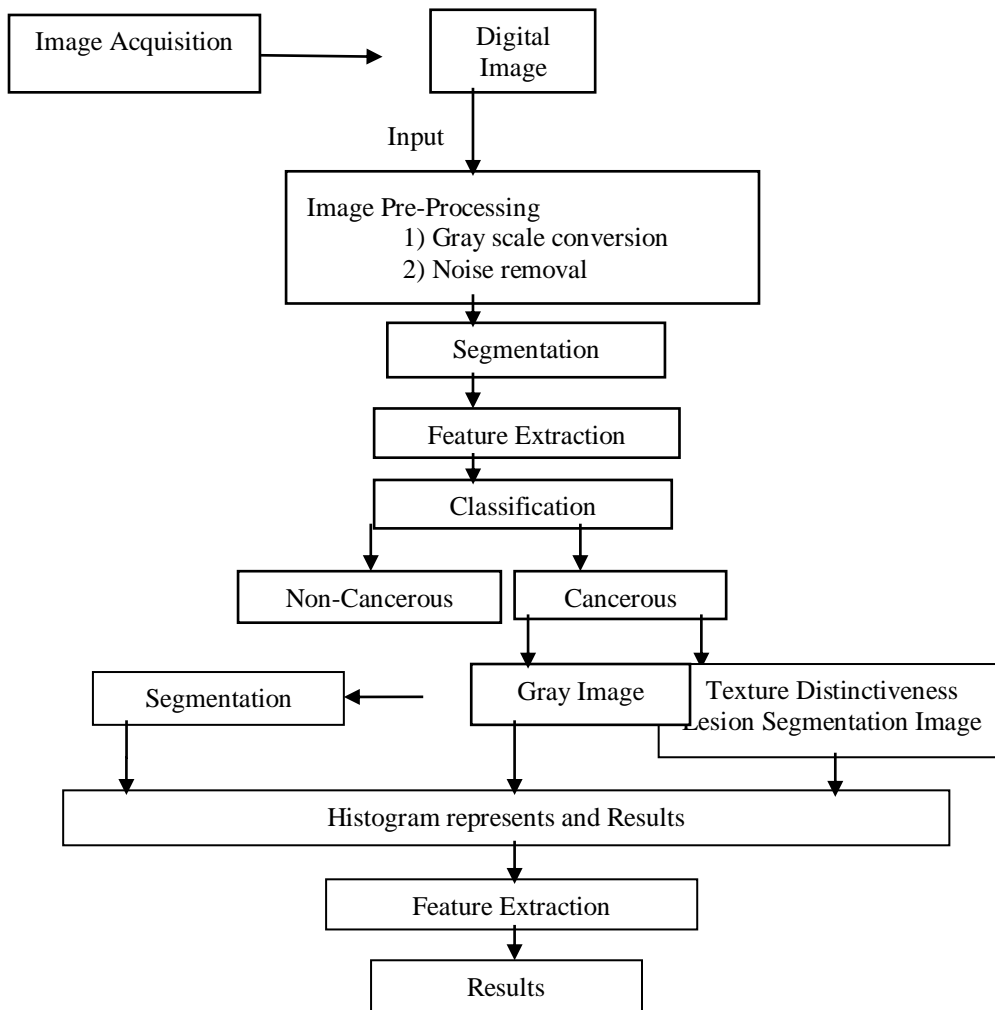 Image Acquisition
Digital
Image
Input
Image Pre-Processing
1) Gray scale conversion
2) Noise removal
Segmentation
Feature Extraction
Classification
Non-Cancerous
Cancerous
Segmentation
Gray Image
Texture Distinctiveness
Lesion Segmentation Image
Histogram represents and Results
Feature Extraction
Results